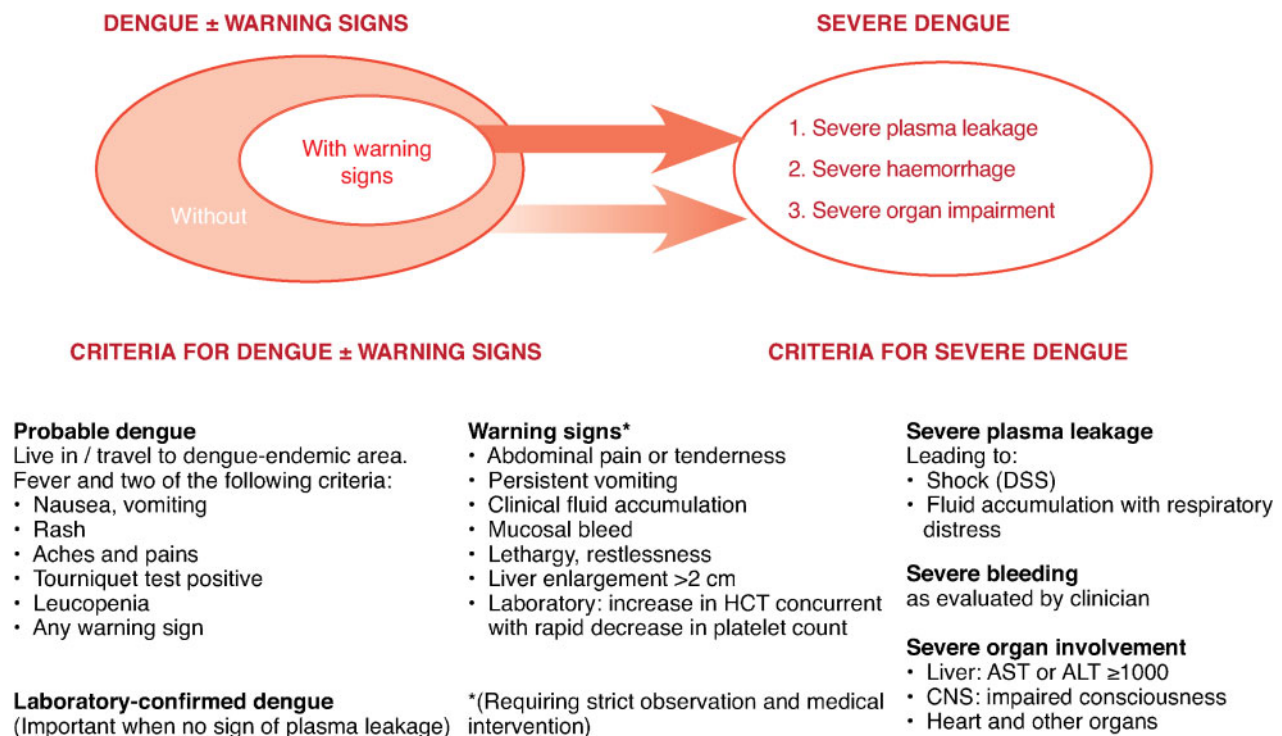 DENGUE ± WARNING SIGNS
SEVERE DENGUE
With warning
signs
Without
1. Severe plasma leakage
2. Severe haemorrhage
3. Severe organ impairment
CRITERIA FOR DENGUE ± WARNING SIGNS
CRITERIA FOR SEVERE DENGUE
Probable dengue
Live in / travel to dengue-endemic area.
Fever and two of the following criteria:
• Nausea, vomiting
• Rash
• Aches and pains
• Tourniquet test positive
• Leucopenia
• Any warning sign
Laboratory-confirmed dengue
(Important when no sign of plasma leakage)
Warning signs*
• Abdominal pain or tenderness
• Persistent vomiting
• Clinical fluid accumulation
• Mucosal bleed
• Lethargy, restlessness
• Liver enlargement >2 cm
• Laboratory: increase in HCT concurrent
with rapid decrease in platelet count
*(Requiring strict observation and medical
intervention)
Severe plasma leakage
Leading to:
• Shock (DSS)
• Fluid accumulation with respiratory
distress
Severe bleeding
as evaluated by clinician
Severe organ involvement
• Liver: AST or ALT ≥1000
• CNS: impaired consciousness
• Heart and other organs